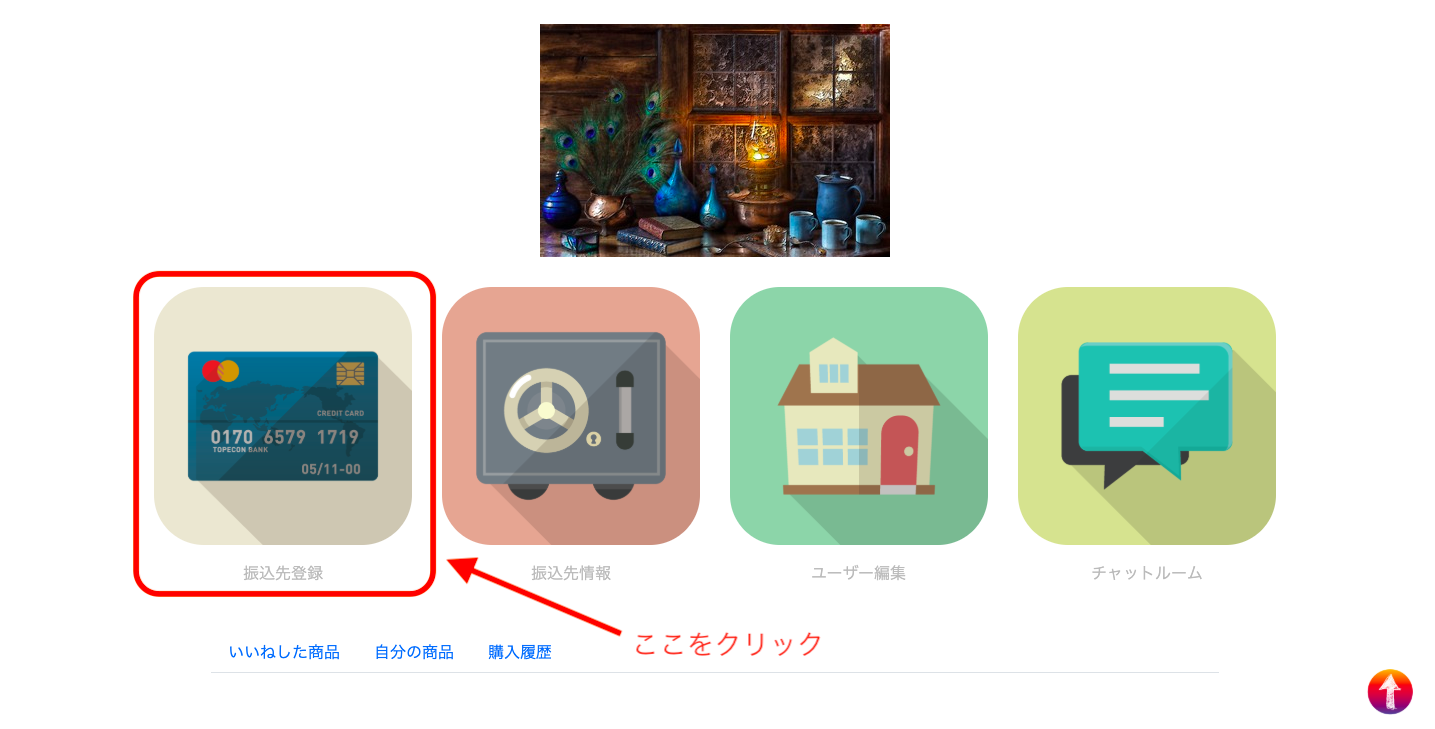 CREDIT CARD
0170 6579 1719
TOPECON BANK
05/11-00
振込先登録
振込先情報
ユーザー編集
チャットルーム
ここをクリック
いいねした商品
自分の商品
購入履歴